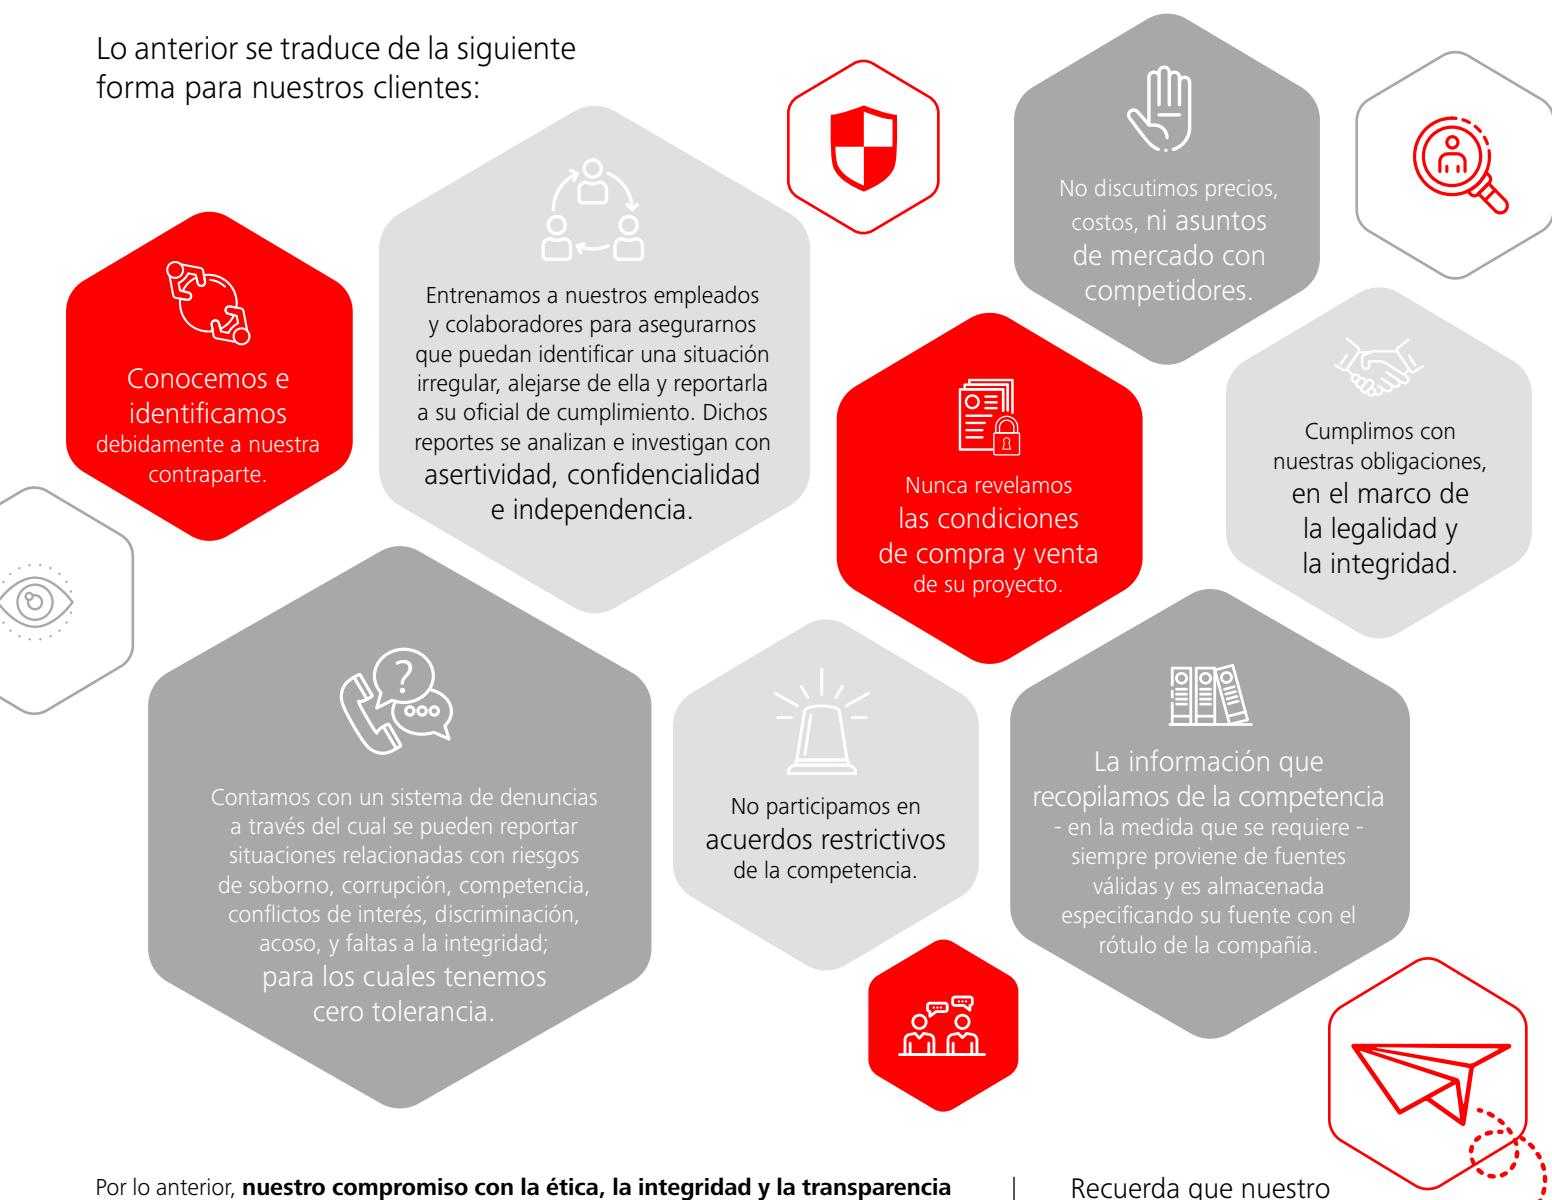 Lo anterior se traduce de la siguiente
forma para nuestros clientes:
Conocemos e
identificamos
debidamente a nuestra
contraparte.
Entrenamos a nuestros empleados
y colaboradores para asegurarnos
que puedan identificar una situación
irregular, alejarse de ella y reportarla
a su oficial de cumplimiento. Dichos
reportes se analizan e investigan con
asertividad, confidencialidad
e independencia.
No discutimos precios,
costos, ni asuntos
de mercado con
competidores.
Nunca revelamos
las condiciones
de compra y venta
de su proyecto.
Cumplimos con
nuestras obligaciones,
en el marco de
la legalidad y
la integridad.
Contamos con un sistema de denuncias
a través del cual se pueden reportar
situaciones relacionadas con riesgos
de soborno, corrupción, competencia,
conflictos de interés, discriminación,
acoso, y faltas a la integridad;
para los cuales tenemos
cero tolerancia.
No participamos en
acuerdos restrictivos
de la competencia.
La información que
recopilamos de la competencia
- en la medida que se requiere -
siempre proviene de fuentes
válidas y es almacenada
especificando su fuente con el
rótulo de la compañía.
Por lo anterior, nuestro compromiso con la ética, la integridad y la transparencia
Recuerda que nuestro